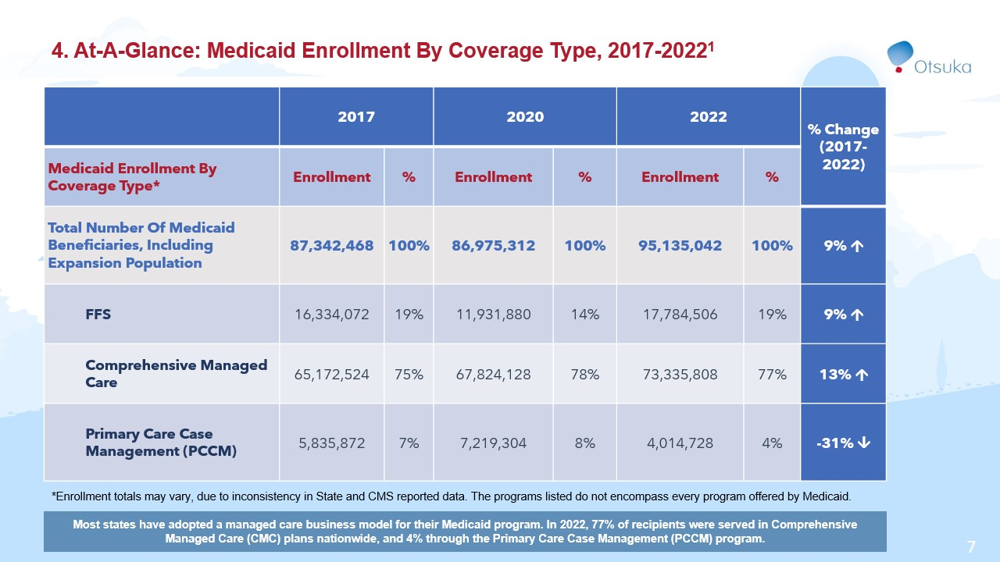 4. At-A-Glance: Medicaid Enrollment By Coverage Type, 2017-2022¹
Otsuka
2017 2020 2022 % Change (2017-2022)
Medicaid Enrollment By Coverage Type* Enrollment % Enrollment % Enrollment %
Total Number Of Medicaid Beneficiaries, Including Expansion Population 87,342,468 100% 86,975,312 100% 95,135,042 100% 9% ↑
FFS 16,334,072 19% 11,931,880 14% 17,784,506 19% 9% ↑
Comprehensive Managed Care 65,172,524 75% 67,824,128 78% 73,335,808 77% 13% ↑
Primary Care Case Management (PCCM) 5,835,872 7% 7,219,304 8% 4,014,728 4% -31% ↓
*Enrollment totals may vary, due to inconsistency in State and CMS reported data. The programs listed do not encompass every program offered by Medicaid.
Most states have adopted a managed care business model for their Medicaid program. In 2022, 77% of recipients were served in Comprehensive
Managed Care (CMC) plans nationwide, and 4% through the Primary Care Case Management (PCCM) program.
7